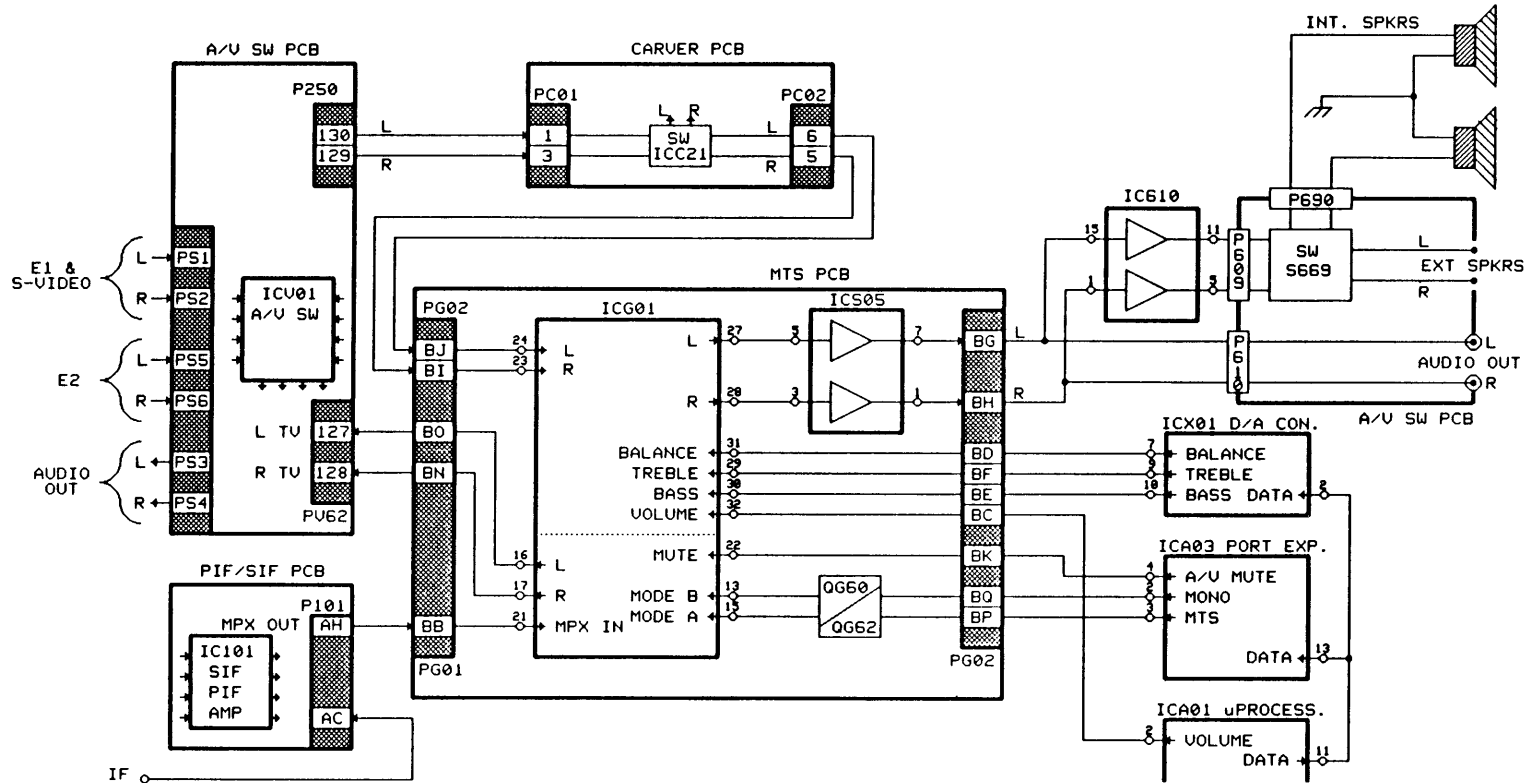 INT. SPKRS
A/V SW PCB
CARVER PCB
P250
PC01
PC02
L R
130 L
129 R
1
3
SW
ICC21
L 6
R 5
IC610
P690
15
11
1
5
P609
SW
S669
L
EXT SPKRS
R
E1 &
S-VIDEO
L PS1
R PS2
ICV01
A/V SW
E2
L PS5
R PS6
L TV 127
R TV 128
AUDIO
OUT
L PS3
R PS4
PV62
MTS PCB
PG02
ICG01
ICS05
BJ 24 L
BI 23 R
L 27 5 7 BG L
R 28 3 1 BH R
P610
L
AUDIO OUT
R
A/V SW PCB
BO
BN
BALANCE 31 BD
TREBLE 29 BF
BASS 30 BE
VOLUME 32 BC
ICX01 D/A CON.
7 BALANCE
9 TREBLE
10 BASS DATA 2
16 L
17 R
BB 21 MPX IN
MUTE 22 BK
MODE B 13 BQ
MODE A 15 BP
QG60
QG62
PG01
PG02
ICA03 PORT EXP.
4 A/V MUTE
2 MONO
3 MTS
DATA 13
PIF/SIF PCB
P101
MPX OUT AH
IC101
SIF
PIF
AMP
AC
IF
ICA01 uPROCESS.
2 VOLUME
DATA 11